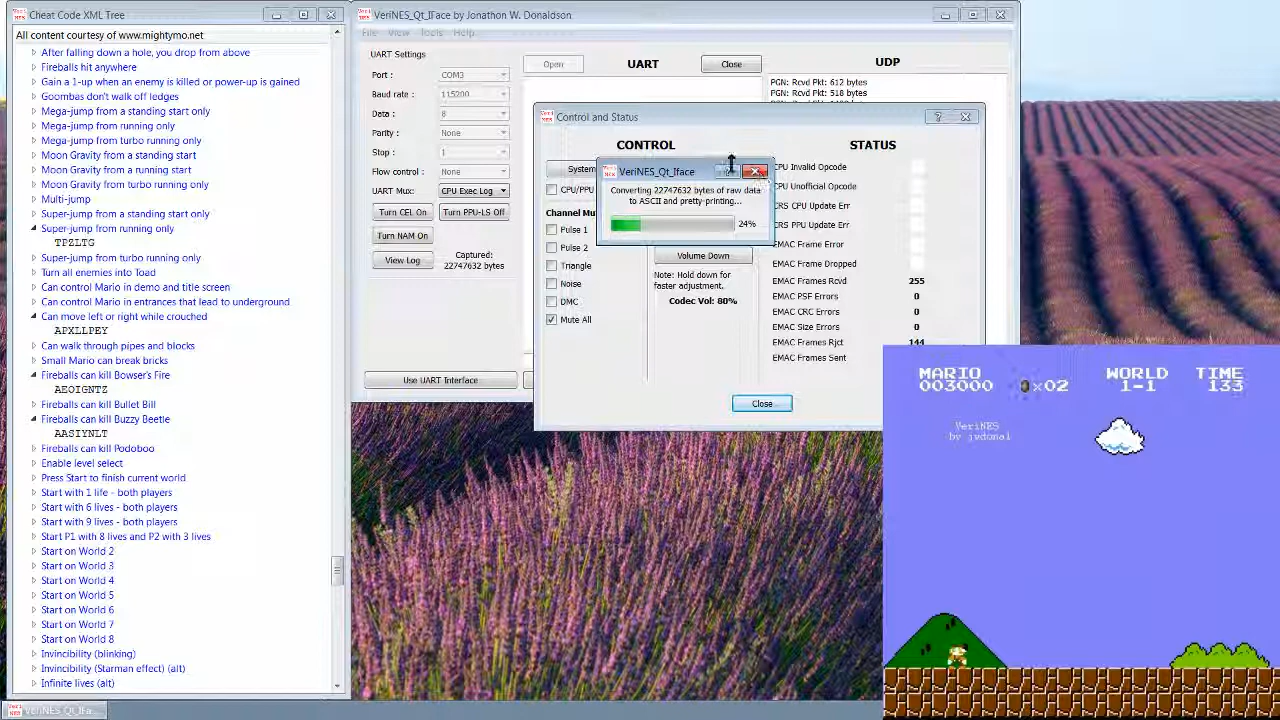 Cheat Code XML Tree
All content courtesy of www.mightymo.net
After falling down a hole, you drop from above
Fireballs hit anywhere
Gain a 1-up when an enemy is killed or power-up is gained
Goombas don't walk off ledges
Mega-jump from a standing start only
Mega-jump from running only
Mega-jump from turbo running only
Moon Gravity from a standing start
Moon Gravity from a running start
Moon Gravity from turbo running only
Multi-jump
Super-jump from a standing start only
Super-jump from running only
TPZLTG
Super-jump from turbo running only
Turn all enemies into Toad
Can control Mario in demo and title screen
Can control Mario in entrances that lead to underground
Can move left or right while crouched
APXLLPEY
Can walk through pipes and blocks
Small Mario can break bricks
Fireballs can kill Bowser's Fire
AEOIGNTZ
Fireballs can kill Bullet Bill
Fireballs can kill Buzzy Beetle
AASIYNLT
Fireballs can kill Podoboo
Enable level select
Press Start to finish current world
Start with 1 life - both players
Start with 6 lives - both players
Start with 9 lives - both players
Start P1 with 8 lives and P2 with 3 lives
Start on World 2
Start on World 3
Start on World 4
Start on World 5
Start on World 6
Start on World 7
Start on World 8
Invincibility (blinking)
Invincibility (Starman effect) (alt)
Infinite lives (alt)
VeriNES_Qt_IFace by Jonathon W. Donaldson
File View Tools Help
UART Settings
Port : COM3
Baud rate : 115200
Data : 8
Parity : None
Stop : 1
Flow control : None
UART Mux: CPU Exec Log
Turn CEL On Turn PPU-LS Off
Turn NAM On
View Log
Captured:
22747632 bytes
Use UART Interface
Open UART Close
UDP
PGN: Rcvd Pkt: 612 bytes
PGN: Rcvd Pkt: 518 bytes
Control and Status
CONTROL
System
CPU/PPU
Channel Mu
Pulse 1
Pulse 2
Triangle
Noise
DMC
Mute All
VeriNES_Qt_Iface
Converting 22747632 bytes of raw data
to ASCII and pretty-printing...
24%
Volume Down
Note: Hold down for
faster adjustment.
Codec Vol: 80%
STATUS
CPU Invalid Opcode
CPU Unofficial Opcode
CRS CPU Update Err
CRS PPU Update Err
EMAC Frame Error
EMAC Frame Dropped
EMAC Frames Rcvd 255
EMAC PSF Errors 0
EMAC CRC Errors 0
EMAC Size Errors 0
EMAC Frames Rjct 144
EMAC Frames Sent
Close
MARIO WORLD TIME
003000 ×02 1-1 133
VeriNES
by jwdonal
VeriNES_Qt_IFa...